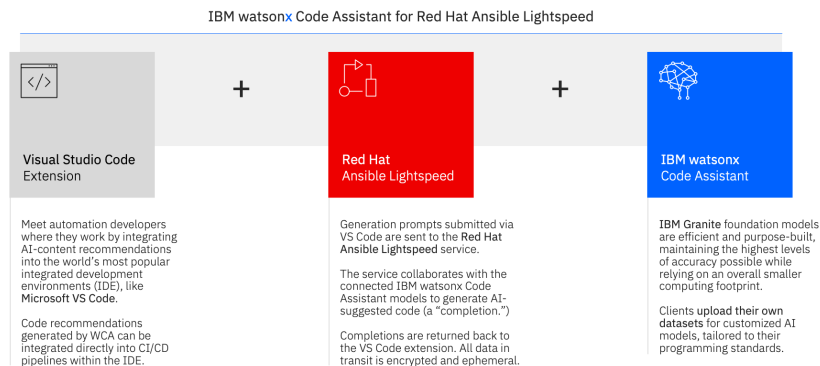 IBM watsonx Code Assistant for Red Hat Ansible Lightspeed
</>
+
+
Visual Studio Code
Extension
Meet automation developers
where they work by integrating
AI-content recommendations
into the world's most popular
integrated development
environments (IDE), like
Microsoft VS Code.
Code recommendations
generated by WCA can be
integrated directly into CI/CD
pipelines within the IDE.
Red Hat
Ansible Lightspeed
Generation prompts submitted via
VS Code are sent to the Red Hat
Ansible Lightspeed service.
The service collaborates with the
connected IBM watsonx Code
Assistant models to generate AI-
suggested code (a “completion.”)
Completions are returned back to
the VS Code extension. All data in
transit is encrypted and ephemeral.
IBM watsonx
Code Assistant
IBM Granite foundation models
are efficient and purpose-built,
maintaining the highest levels
of accuracy possible while
relying on an overall smaller
computing footprint.
Clients upload their own
datasets for customized AI
models, tailored to their
programming standards.